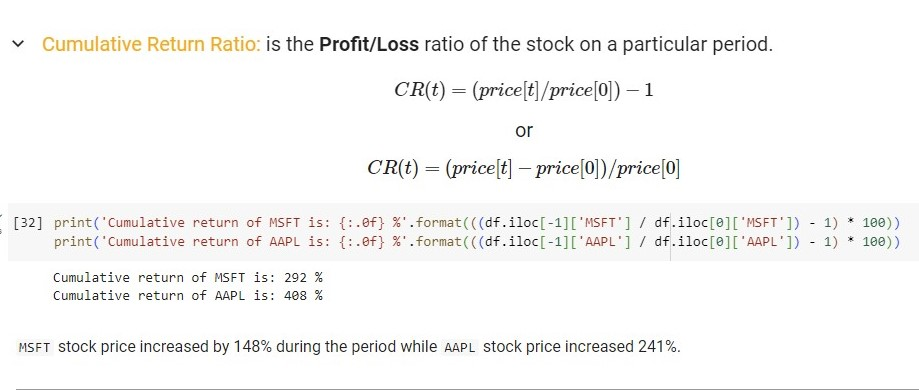 Cumulative Return Ratio: is the Profit/Loss ratio of the stock on a particular period.
CR(t) = (price[t]/price[0]) − 1
or
CR(t) = (price[t] − price[0])/price[0]
[32] print('Cumulative return of MSFT is: {:.0f} %'.format(((df.iloc[-1]['MSFT'] / df.iloc[0]['MSFT']) - 1) * 100))
print('Cumulative return of AAPL is: {:.0f} %'.format(((df.iloc[-1]['AAPL'] / df.iloc[0]['AAPL']) - 1) * 100))
Cumulative return of MSFT is: 292 %
Cumulative return of AAPL is: 408 %
MSFT stock price increased by 148% during the period while AAPL stock price increased 241%.